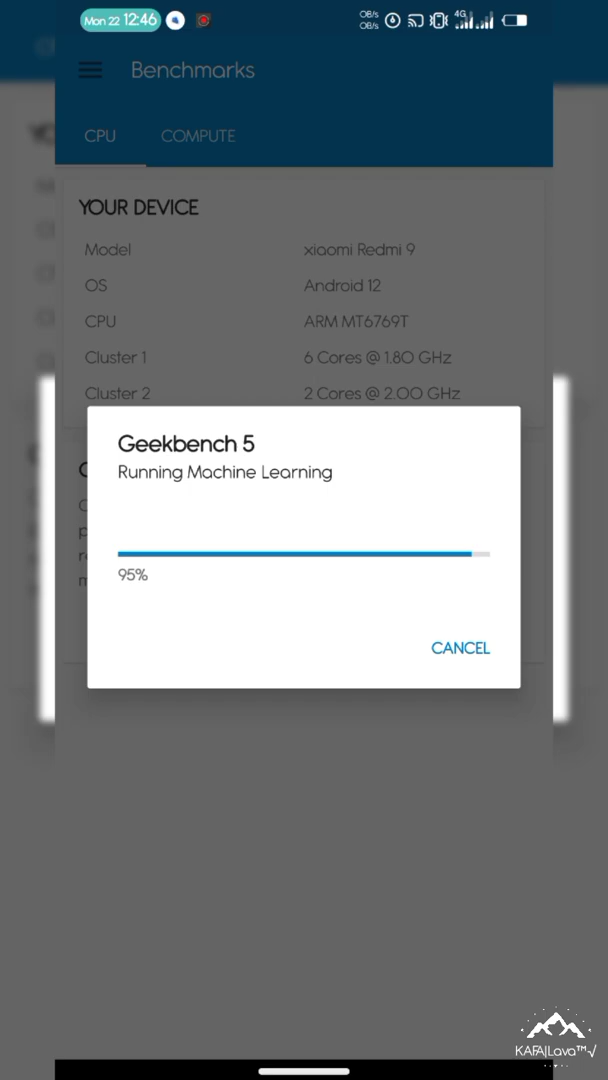 Mon 22 12:46
0B/s
0B/s
4G
Benchmarks
CPU COMPUTE
YOUR DEVICE
Model xiaomi Redmi 9
OS Android 12
CPU ARM MT6769T
Cluster 1 6 Cores @ 1.80 GHz
Cluster 2 2 Cores @ 2.00 GHz
Geekbench 5
Running Machine Learning
95%
CANCEL
KAFA|Lava™√